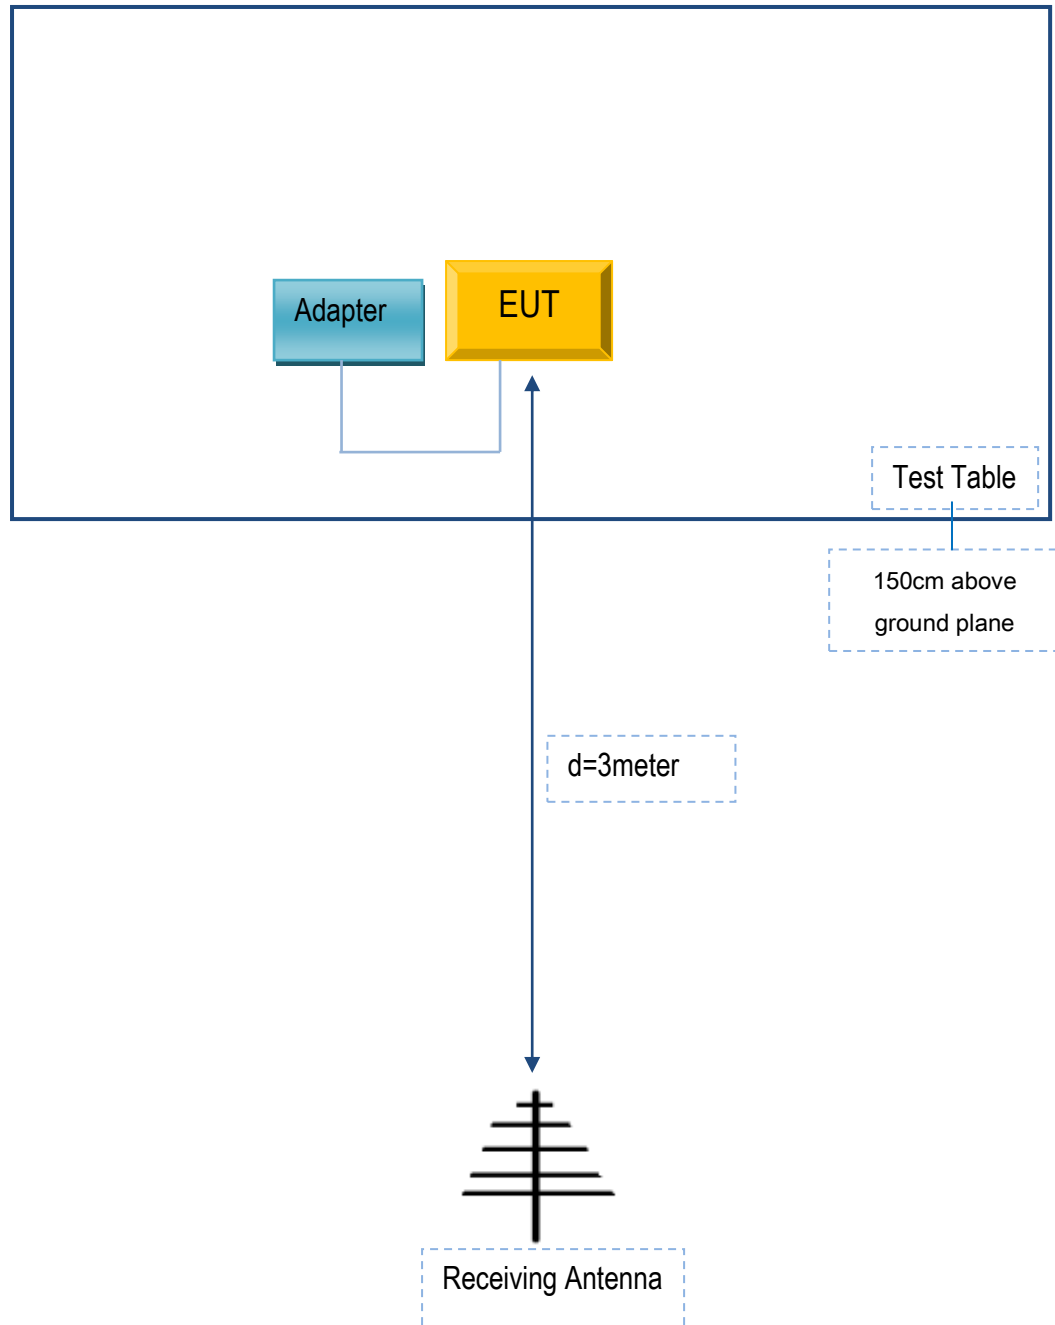 Adapter
EUT
Test Table
150cm above
ground plane
d=3meter
Receiving Antenna